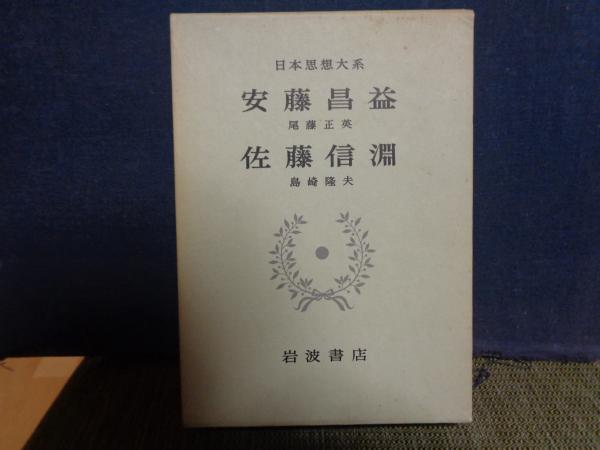 日本思想大系
安藤昌益
尾藤正英
佐藤信淵
島崎隆夫
岩波書店